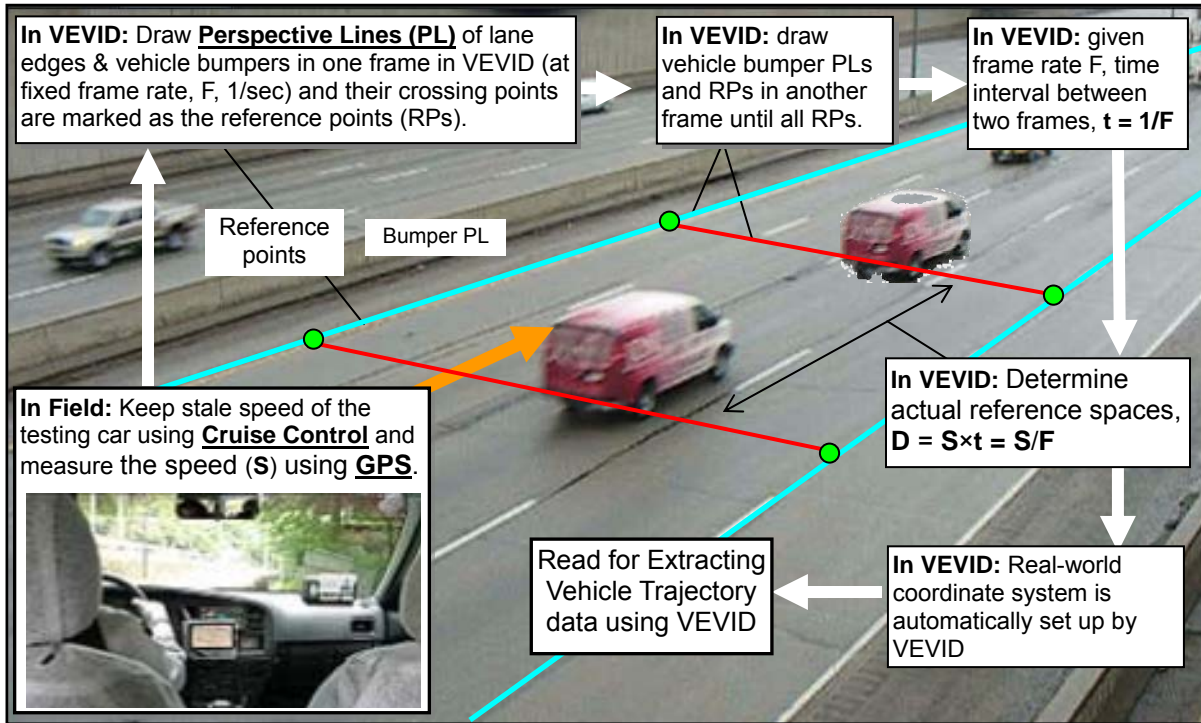 In VEVID: Draw Perspective Lines (PL) of lane
edges & vehicle bumpers in one frame in VEVID (at
fixed frame rate, F, 1/sec) and their crossing points
are marked as the reference points (RPs).
In VEVID: draw
vehicle bumper PLs
and RPs in another
frame until all RPs.
In VEVID: given
frame rate F, time
interval between
two frames, t = 1/F
Reference
points
Bumper PL
In Field: Keep stale speed of the
testing car using Cruise Control and
measure the speed (S) using GPS.
In VEVID: Determine
actual reference spaces,
D = S×t = S/F
In VEVID: Real-world
coordinate system is
automatically set up by
VEVID
Read for Extracting
Vehicle Trajectory
data using VEVID